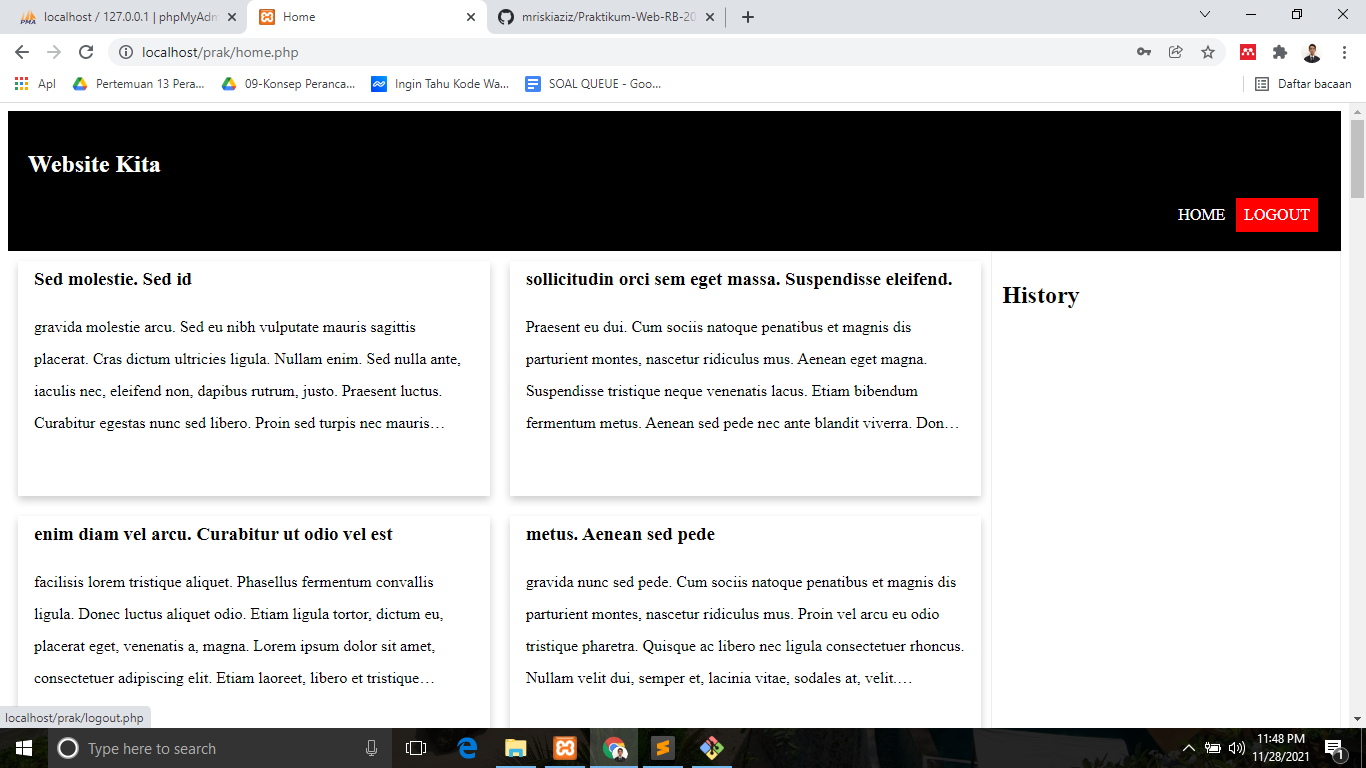 localhost / 127.0.0.1 | phpMyAdm
Home
mriskiaziz/Praktikum-Web-RB-20
localhost/prak/home.php
Apl
Pertemuan 13 Pera...
09-Konsep Peranca...
Ingin Tahu Kode Wa...
SOAL QUEUE - Goo...
Daftar bacaan
Website Kita
HOME
LOGOUT
Sed molestie. Sed id
gravida molestie arcu. Sed eu nibh vulputate mauris sagittis
placerat. Cras dictum ultricies ligula. Nullam enim. Sed nulla ante,
iaculis nec, eleifend non, dapibus rutrum, justo. Praesent luctus.
Curabitur egestas nunc sed libero. Proin sed turpis nec mauris…
sollicitudin orci sem eget massa. Suspendisse eleifend.
Praesent eu dui. Cum sociis natoque penatibus et magnis dis
parturient montes, nascetur ridiculus mus. Aenean eget magna.
Suspendisse tristique neque venenatis lacus. Etiam bibendum
fermentum metus. Aenean sed pede nec ante blandit viverra. Don…
History
enim diam vel arcu. Curabitur ut odio vel est
facilisis lorem tristique aliquet. Phasellus fermentum convallis
ligula. Donec luctus aliquet odio. Etiam ligula tortor, dictum eu,
placerat eget, venenatis a, magna. Lorem ipsum dolor sit amet,
consectetuer adipiscing elit. Etiam laoreet, libero et tristique…
metus. Aenean sed pede
gravida nunc sed pede. Cum sociis natoque penatibus et magnis dis
parturient montes, nascetur ridiculus mus. Proin vel arcu eu odio
tristique pharetra. Quisque ac libero nec ligula consectetuer rhoncus.
Nullam velit dui, semper et, lacinia vitae, sodales at, velit.…
localhost/prak/logout.php
Type here to search
11:48 PM
11/28/2021
1